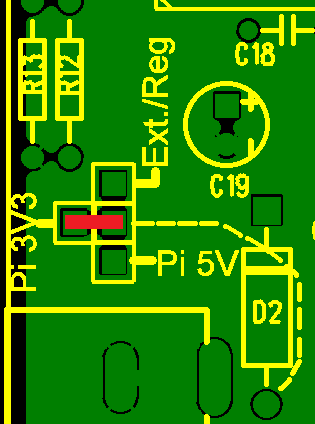 C18
R13
R12
Ext./Reg
C19
Pi 3V3
Pi 5V
D2